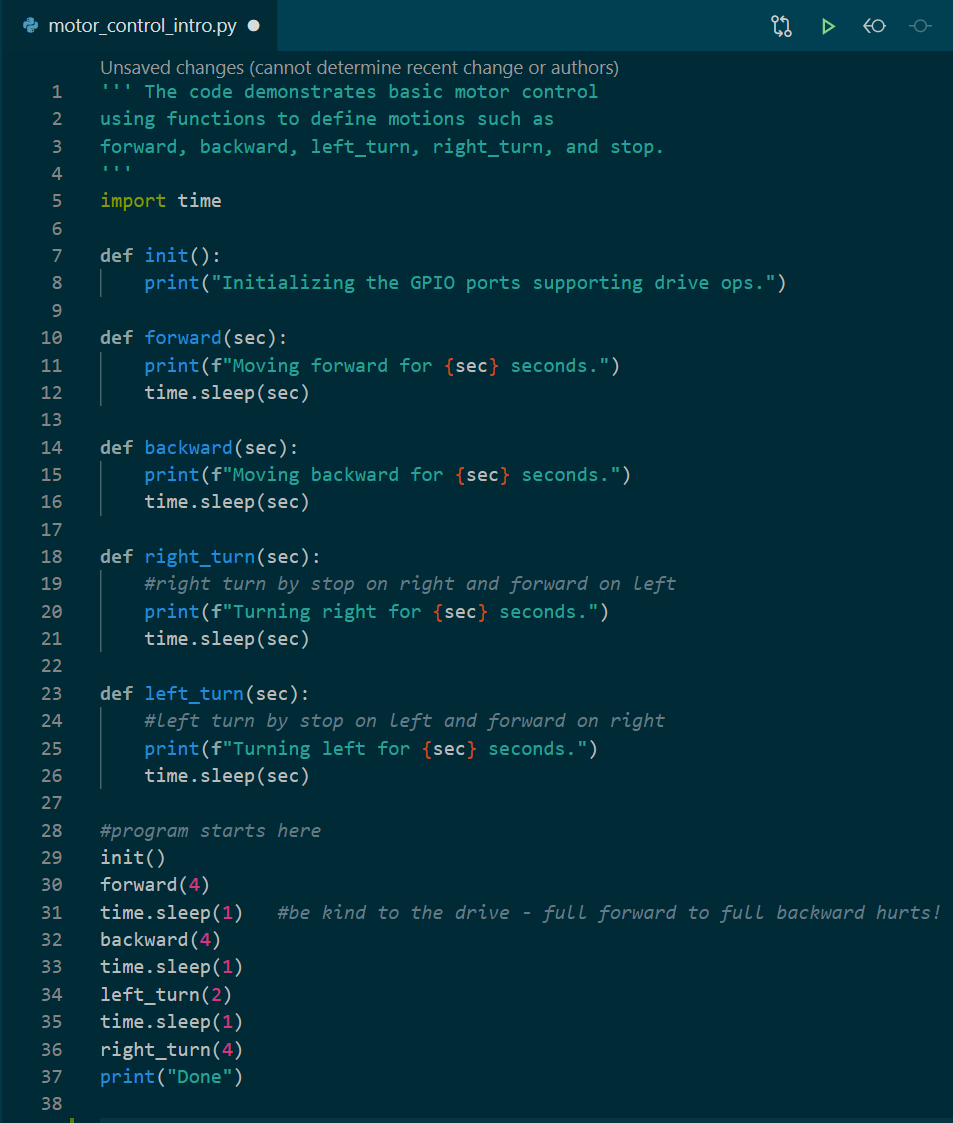 motor_control_intro.py
Unsaved changes (cannot determine recent change or authors)
1 ''' The code demonstrates basic motor control
2 using functions to define motions such as
3 forward, backward, left_turn, right_turn, and stop.
4 '''
5 import time
6
7 def init():
8     print("Initializing the GPIO ports supporting drive ops.")
9
10 def forward(sec):
11     print(f"Moving forward for {sec} seconds.")
12     time.sleep(sec)
13
14 def backward(sec):
15     print(f"Moving backward for {sec} seconds.")
16     time.sleep(sec)
17
18 def right_turn(sec):
19     #right turn by stop on right and forward on left
20     print(f"Turning right for {sec} seconds.")
21     time.sleep(sec)
22
23 def left_turn(sec):
24     #left turn by stop on left and forward on right
25     print(f"Turning left for {sec} seconds.")
26     time.sleep(sec)
27
28 #program starts here
29 init()
30 forward(4)
31 time.sleep(1)   #be kind to the drive - full forward to full backward hurts!
32 backward(4)
33 time.sleep(1)
34 left_turn(2)
35 time.sleep(1)
36 right_turn(4)
37 print("Done")
38